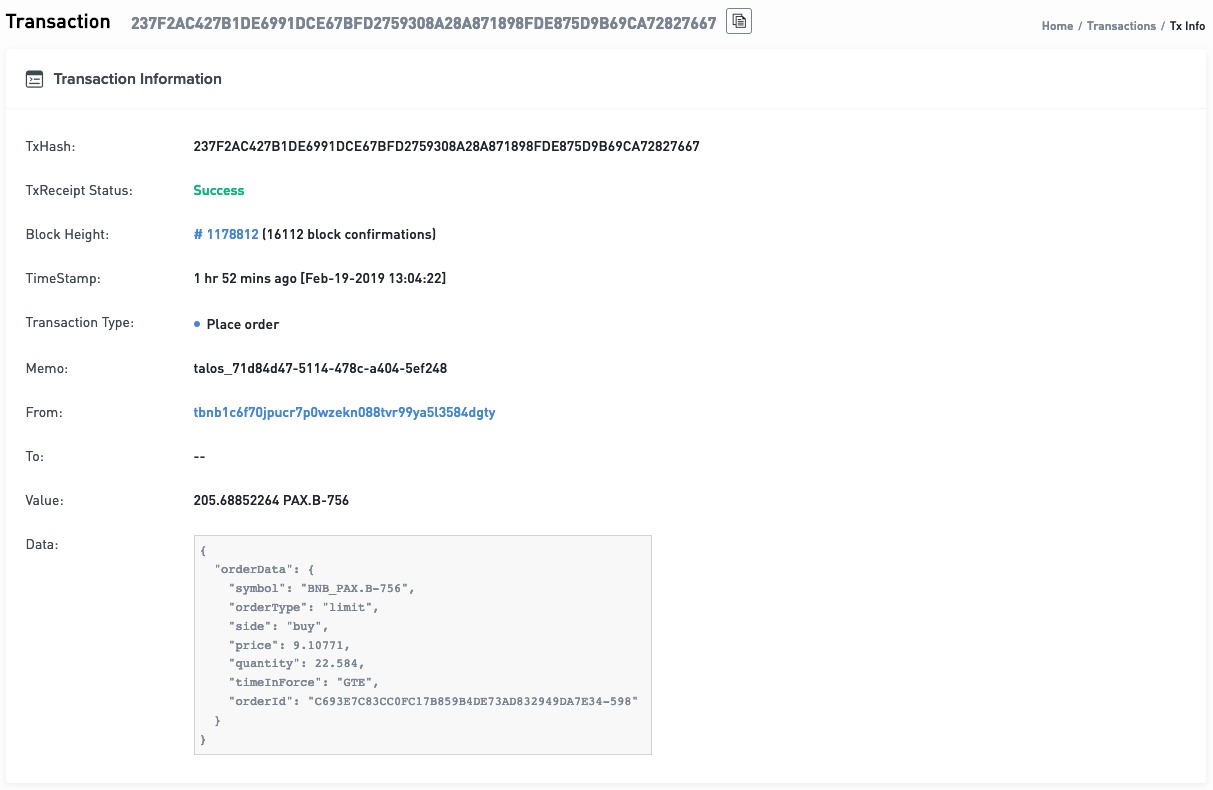 Transaction 237F2AC427B1DE6991DCE67BFD2759308A28A871898FDE875D9B69CA72827667
Home / Transactions / Tx Info
Transaction Information
TxHash: 237F2AC427B1DE6991DCE67BFD2759308A28A871898FDE875D9B69CA72827667
TxReceipt Status: Success
Block Height: # 1178812 (16112 block confirmations)
TimeStamp: 1 hr 52 mins ago [Feb-19-2019 13:04:22]
Transaction Type: Place order
Memo: talos_71d84d47-5114-478c-a404-5ef248
From: tbnb1c6f70jpucr7p0wzekn088tvr99ya5l3584dgty
To: --
Value: 205.68852264 PAX.B-756
Data:
{
"orderData": {
"symbol": "BNB_PAX.B-756",
"orderType": "limit",
"side": "buy",
"price": 9.10771,
"quantity": 22.584,
"timeInForce": "GTE",
"orderId": "C693E7C83CC0FC17B859B4DE73AD832949DA7E34-598"
}
}